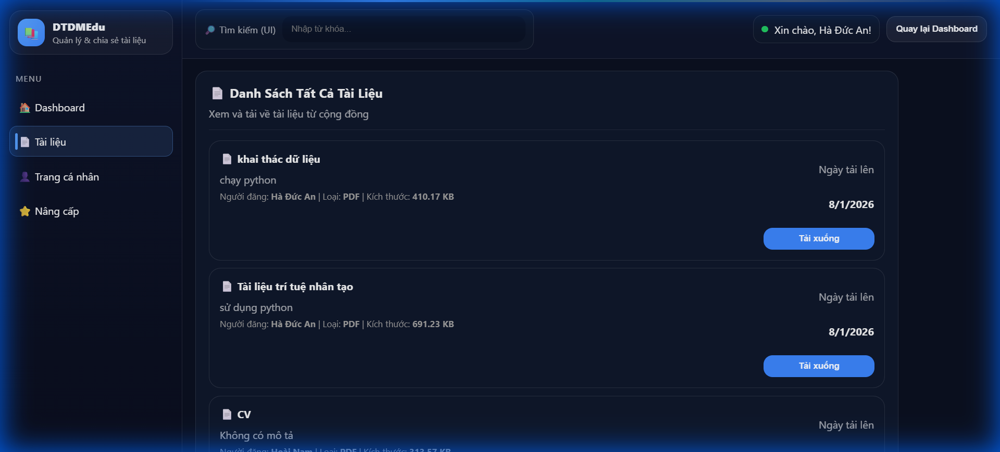 DTDMEdu
Quản lý & chia sẻ tài liệu
MENU
Dashboard
Tài liệu
Trang cá nhân
Nâng cấp
Tìm kiếm (UI)
Nhập từ khóa...
Xin chào, Hà Đức An!
Quay lại Dashboard
Danh Sách Tất Cả Tài Liệu
Xem và tải về tài liệu từ cộng đồng
khai thác dữ liệu
chạy python
Người đăng: Hà Đức An | Loại: PDF | Kích thước: 410.17 KB
Ngày tải lên
8/1/2026
Tải xuống
Tài liệu trí tuệ nhân tạo
sử dụng python
Người đăng: Hà Đức An | Loại: PDF | Kích thước: 691.23 KB
Ngày tải lên
8/1/2026
Tải xuống
CV
Không có mô tả
Người đăng: Hoài Nam | Loại: PDF | Kích thước: 313.57 KB
Ngày tải lên